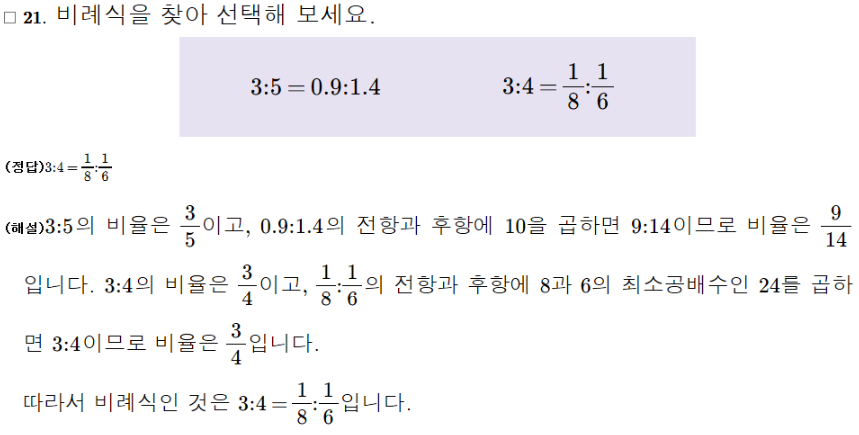 □ 21. 비례식을 찾아 선택해 보세요.
3:5=0.9:1.4 3:4=1/8:1/6
(정답)3:4=1/8:1/6
(해설)3:5의 비율은 3/5이고, 0.9:1.4의 전항과 후항에 10을 곱하면 9:14이므로 비율은 9/14
입니다. 3:4의 비율은 3/4이고, 1/8:1/6의 전항과 후항에 8과 6의 최소공배수인 24를 곱하
면 3:4이므로 비율은 3/4입니다.
따라서 비례식인 것은 3:4=1/8:1/6입니다.